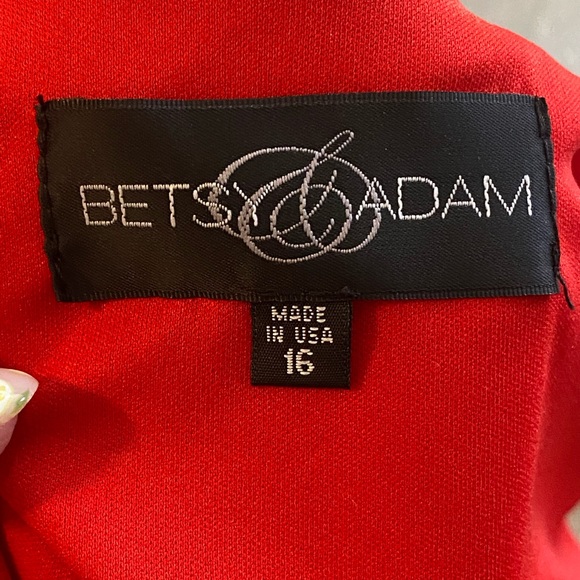 BETSY & ADAM
MADE
IN USA
16